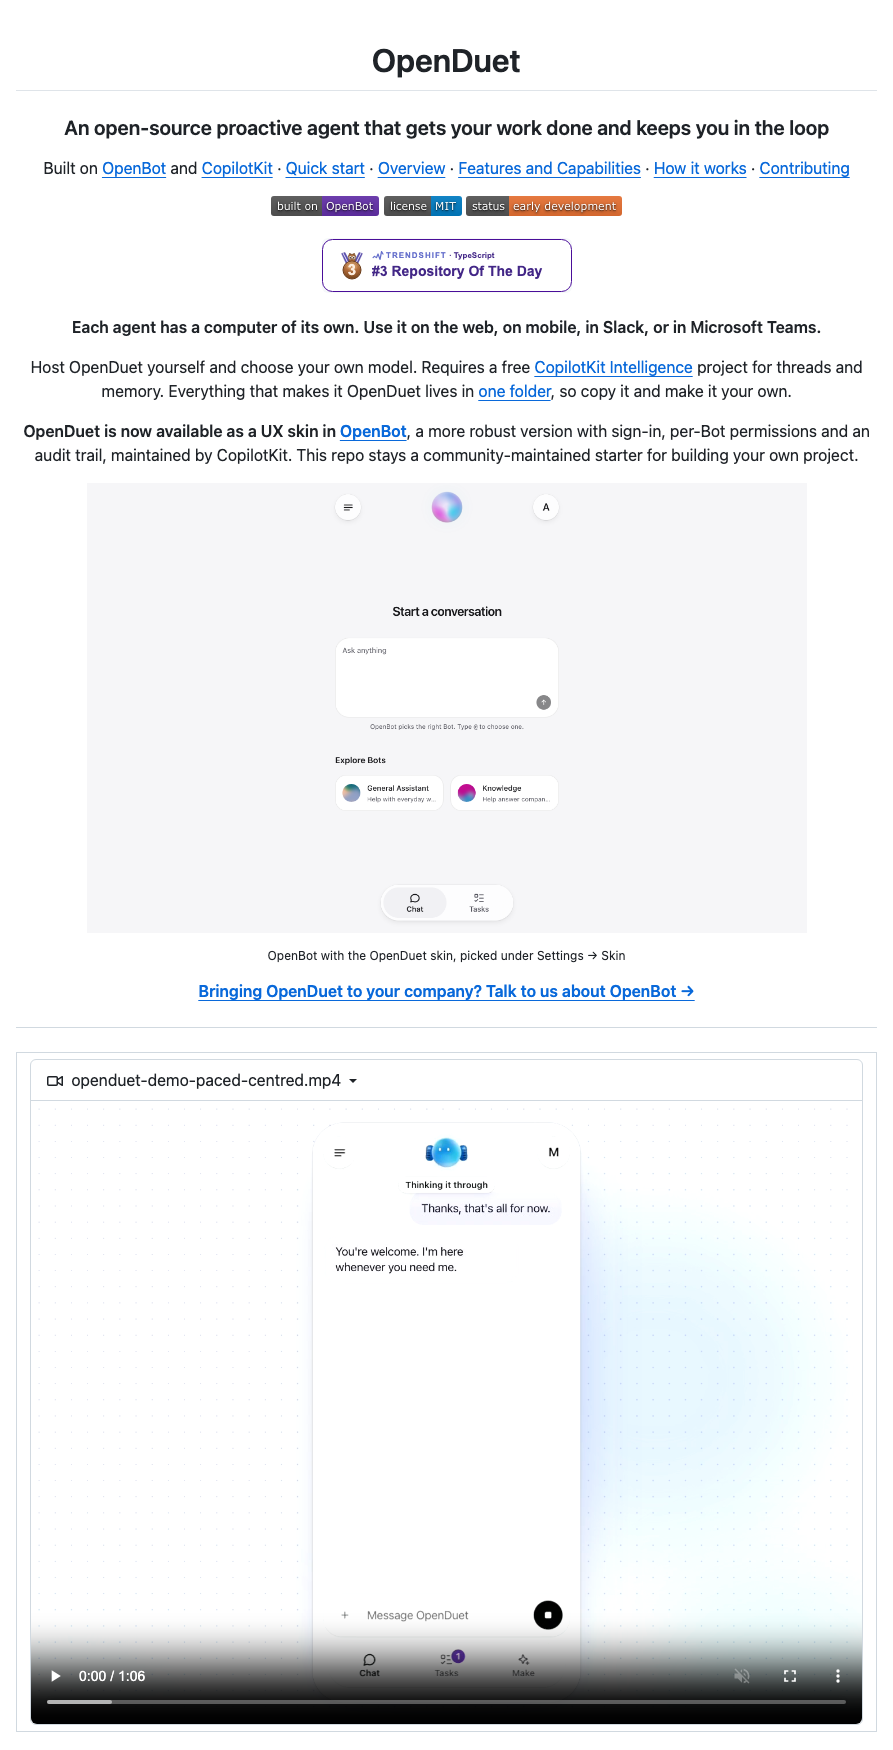 OpenDuet
An open-source proactive agent that gets your work done and keeps you in the loop
Built on OpenBot and CopilotKit · Quick start · Overview · Features and Capabilities · How it works · Contributing
built on OpenBot license MIT status early development
TRENDSHIFT · TypeScript
3 #3 Repository Of The Day
Each agent has a computer of its own. Use it on the web, on mobile, in Slack, or in Microsoft Teams.
Host OpenDuet yourself and choose your own model. Requires a free CopilotKit Intelligence project for threads and
memory. Everything that makes it OpenDuet lives in one folder, so copy it and make it your own.
OpenDuet is now available as a UX skin in OpenBot, a more robust version with sign-in, per-Bot permissions and an
audit trail, maintained by CopilotKit. This repo stays a community-maintained starter for building your own project.
A
Start a conversation
Ask anything
OpenBot picks the right Bot. Type @ to choose one.
Explore Bots
General Assistant
Help with everyday w...
Knowledge
Help answer compan...
Chat Tasks
OpenBot with the OpenDuet skin, picked under Settings → Skin
Bringing OpenDuet to your company? Talk to us about OpenBot →
openduet-demo-paced-centred.mp4
M
Thinking it through
Thanks, that's all for now.
You're welcome. I'm here
whenever you need me.
+ Message OpenDuet
1
Chat Tasks Make
0:00 / 1:06